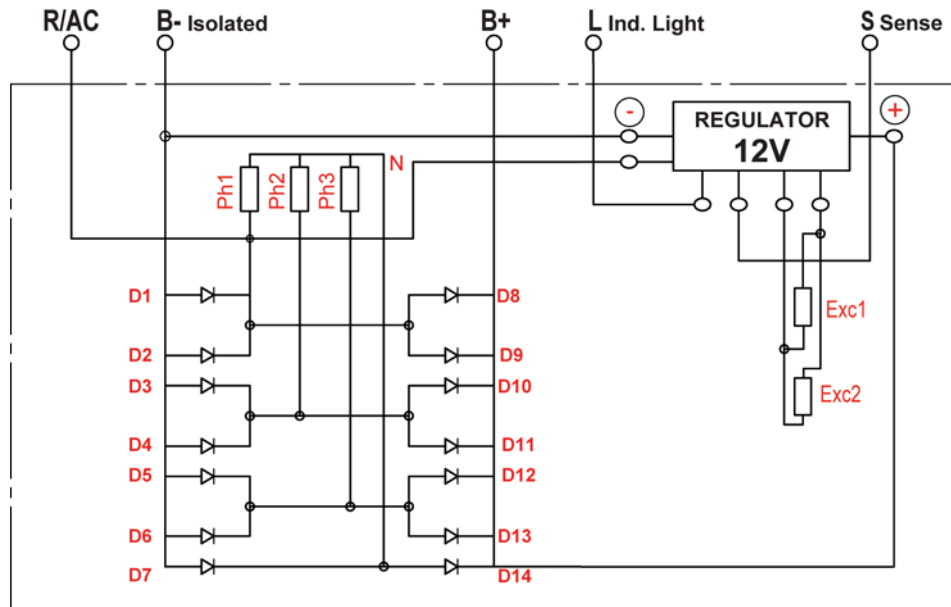 R/AC B- Isolated B+ L Ind. Light S Sense
- REGULATOR +
12V
N
Ph1 Ph2 Ph3
D1 D8
Exc1
D2 D9
D3 D10
Exc2
D4 D11
D5 D12
D6 D13
D7 D14